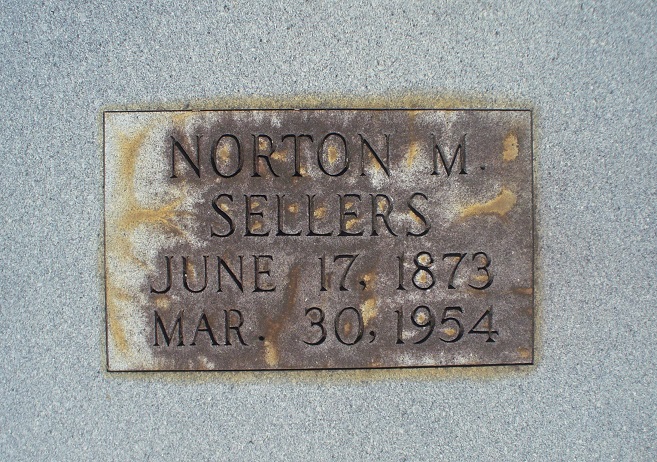 NORTON M.
SELLERS
JUNE 17, 1873
MAR. 30, 1954